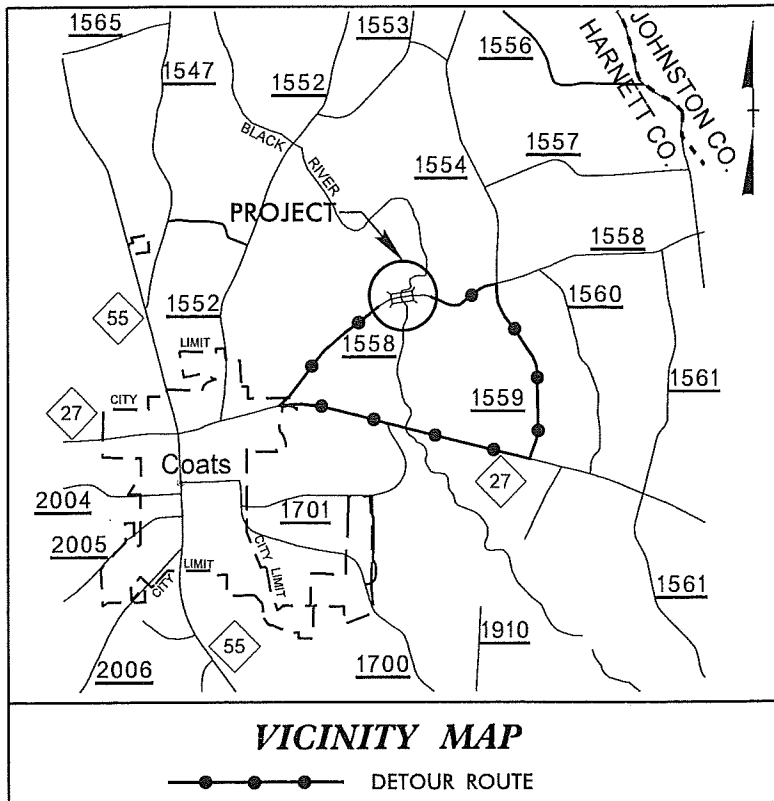 1565
1553
1556
JOHNSTON CO.
HARNETT CO.
1547
1552
BLACK RIVER
1554
1557
PROJECT
1558
1560
1552
55
LIMIT
1558
CITY
27
1559
1561
Coats
27
2004
1701
2005
CITY LIMIT
LIMIT
CITY
1561
1910
55
2006
1700
VICINITY MAP
DETOUR ROUTE